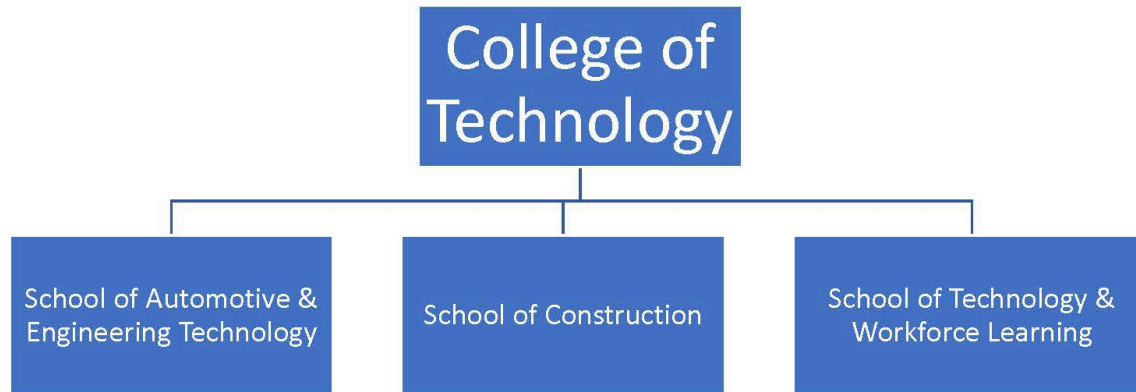 College of
Technology
School of Automotive &
Engineering Technology
School of Construction
School of Technology &
Workforce Learning